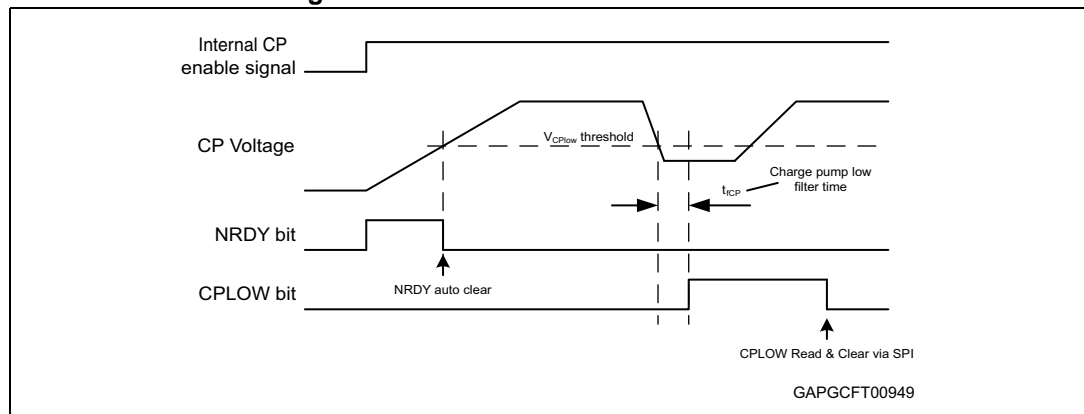 Internal CP
enable signal
CP Voltage
VCPlow threshold
Charge pump low
filter time
tfCP
NRDY bit
NRDY auto clear
CPLOW bit
CPLOW Read & Clear via SPI
GAPGCFT00949